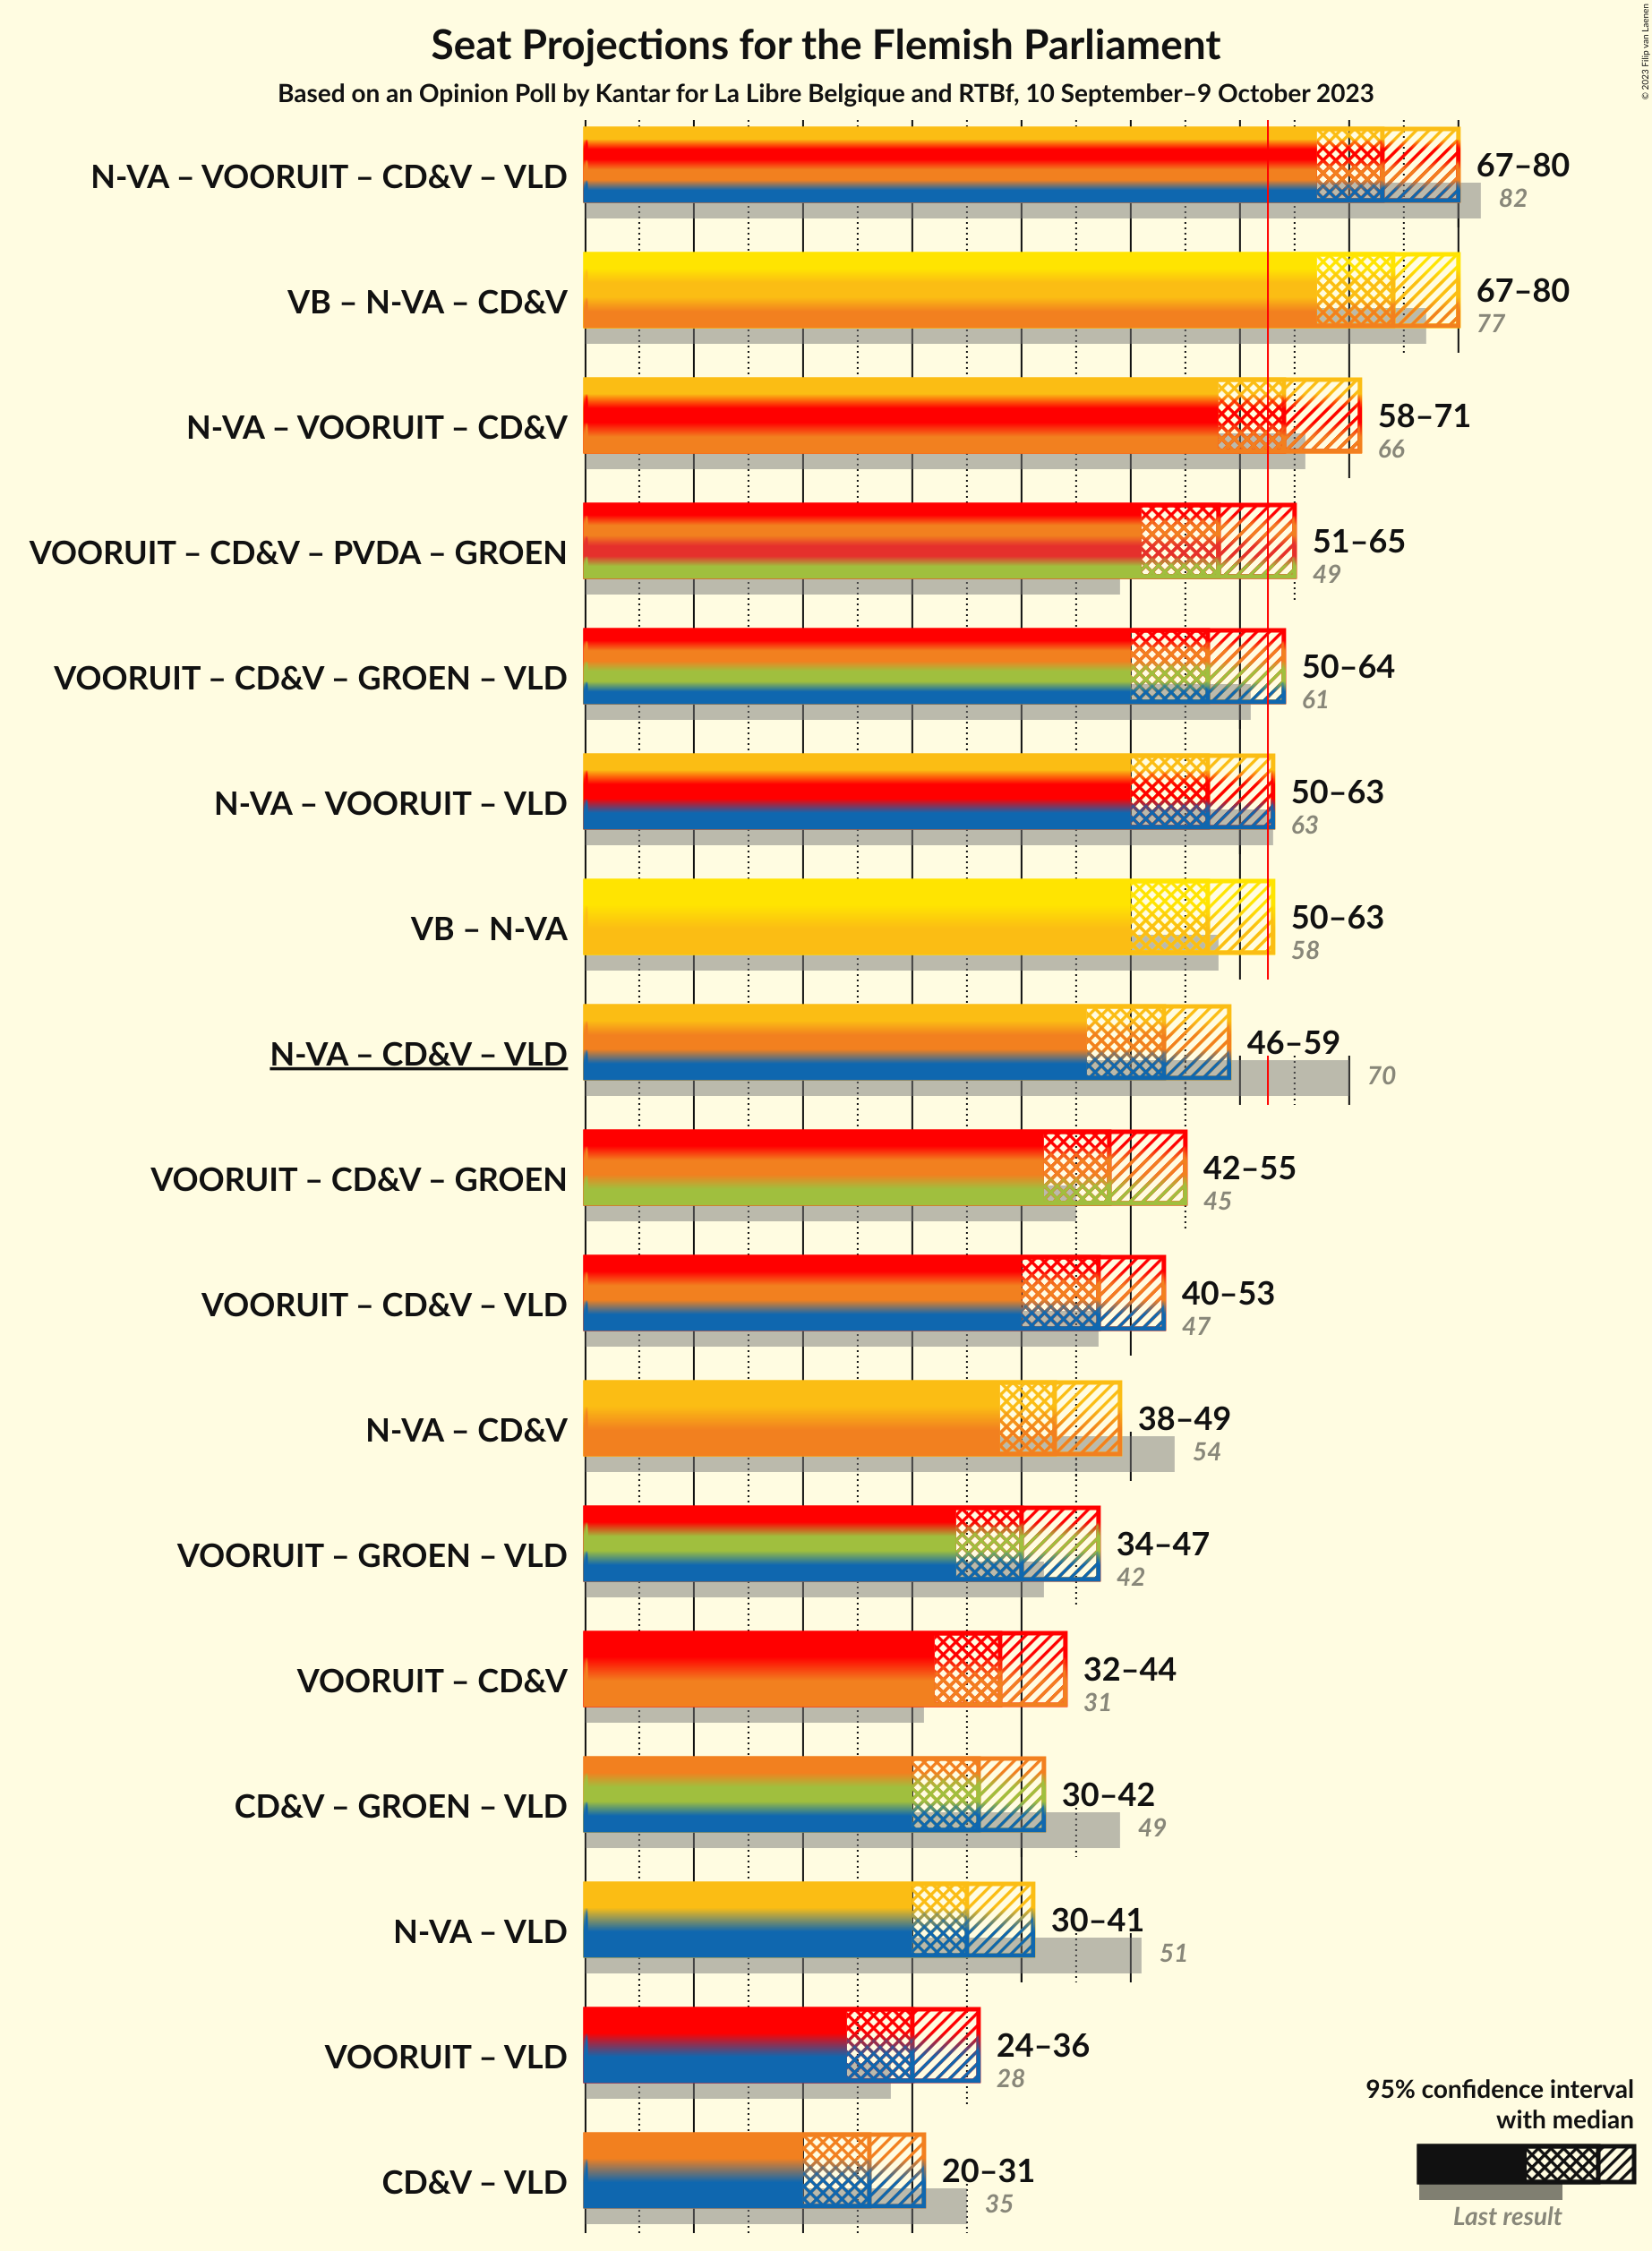 Seat Projections for the Flemish Parliament
Based on an Opinion Poll by Kantar for La Libre Belgique and RTBf, 10 September–9 October 2023
© 2023 Filip van Laenen
N-VA – VOORUIT – CD&V – VLD
67–80
82
VB – N-VA – CD&V
67–80
77
N-VA – VOORUIT – CD&V
58–71
66
VOORUIT – CD&V – PVDA – GROEN
51–65
49
VOORUIT – CD&V – GROEN – VLD
50–64
61
N-VA – VOORUIT – VLD
50–63
63
VB – N-VA
50–63
58
N-VA – CD&V – VLD
46–59
70
VOORUIT – CD&V – GROEN
42–55
45
VOORUIT – CD&V – VLD
40–53
47
N-VA – CD&V
38–49
54
VOORUIT – GROEN – VLD
34–47
42
VOORUIT – CD&V
32–44
31
CD&V – GROEN – VLD
30–42
49
N-VA – VLD
30–41
51
VOORUIT – VLD
24–36
28
CD&V – VLD
20–31
35
95% confidence interval
with median
Last result